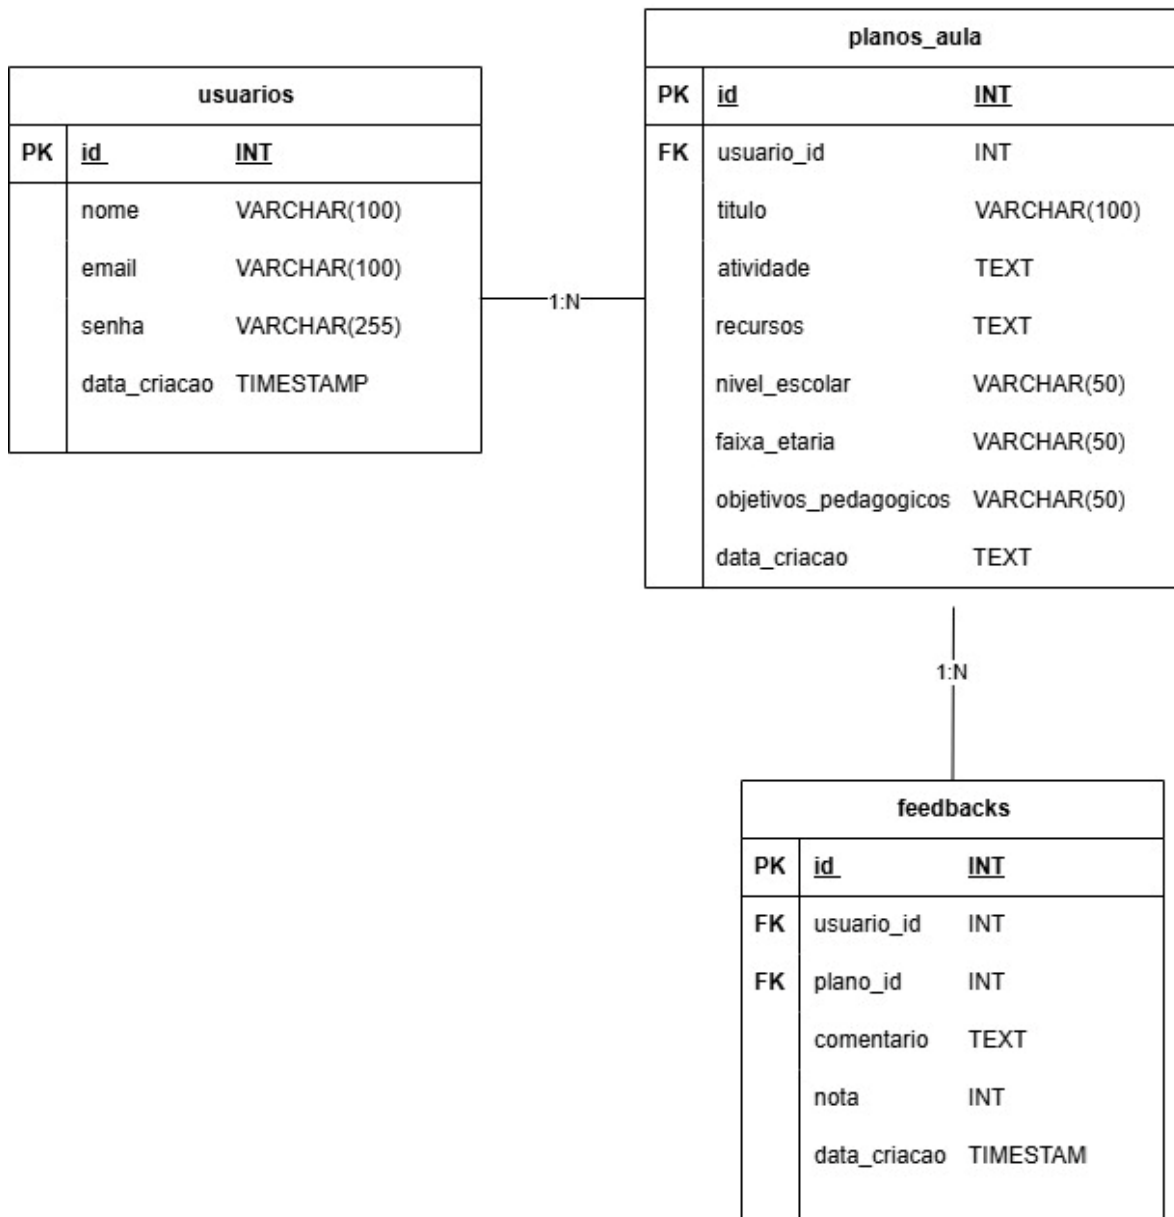 usuarios
PK id INT
nome VARCHAR(100)
email VARCHAR(100)
senha VARCHAR(255)
data_criacao TIMESTAMP
1:N
planos_aula
PK id INT
FK usuario_id INT
titulo VARCHAR(100)
atividade TEXT
recursos TEXT
nivel_escolar VARCHAR(50)
faixa_etaria VARCHAR(50)
objetivos_pedagogicos VARCHAR(50)
data_criacao TEXT
1:N
feedbacks
PK id INT
FK usuario_id INT
FK plano_id INT
comentario TEXT
nota INT
data_criacao TIMESTAM